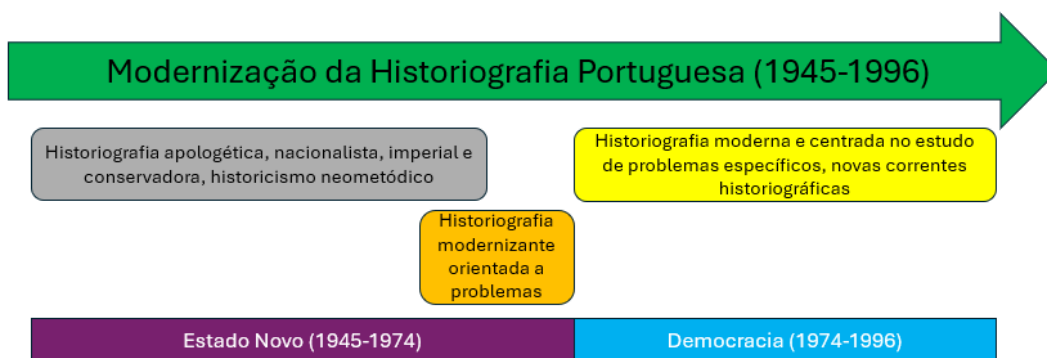 Modernização da Historiografia Portuguesa (1945-1996)
Historiografia apologética, nacionalista, imperial e
conservadora, historicismo neometódico
Historiografia moderna e centrada no estudo
de problemas específicos, novas correntes
historiográficas
Historiografia
modernizante
orientada a
problemas
Estado Novo (1945-1974)
Democracia (1974-1996)